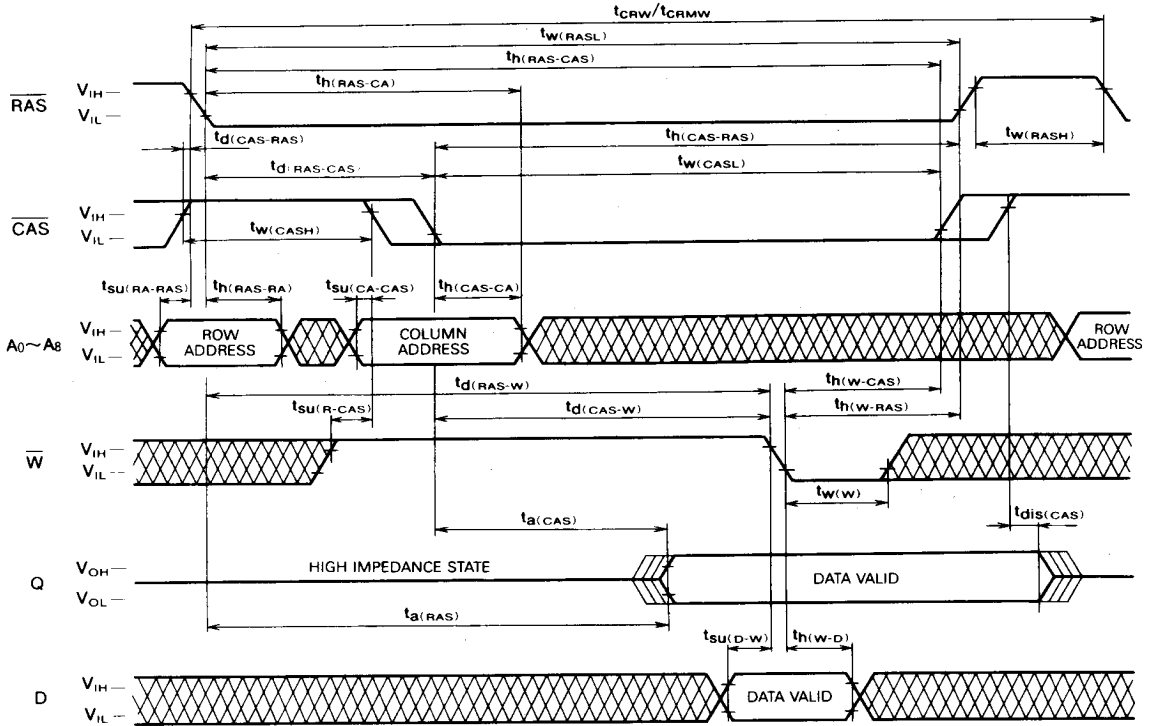 tCRW/tCRMW
tw(RASL)
th(RAS-CAS)
th(RAS-CA)
RAS
VIH
VIL
td(CAS-RAS)
th(CAS-RAS)
tw(RASH)
td(RAS-CAS)
tw(CASL)
CAS
VIH
VIL
tw(CASH)
tsu(RA-RAS)
th(RAS-RA)
tsu(CA-CAS)
th(CAS-CA)
A0~A8
VIH
VIL
ROW ADDRESS
COLUMN ADDRESS
ROW ADDRESS
td(RAS-W)
th(W-CAS)
tsu(R-CAS)
td(CAS-W)
th(W-RAS)
W
VIH
VIL
tw(W)
ta(CAS)
tdis(CAS)
Q
VOH
VOL
HIGH IMPEDANCE STATE
DATA VALID
ta(RAS)
tsu(D-W)
th(W-D)
D
VIH
VIL
DATA VALID